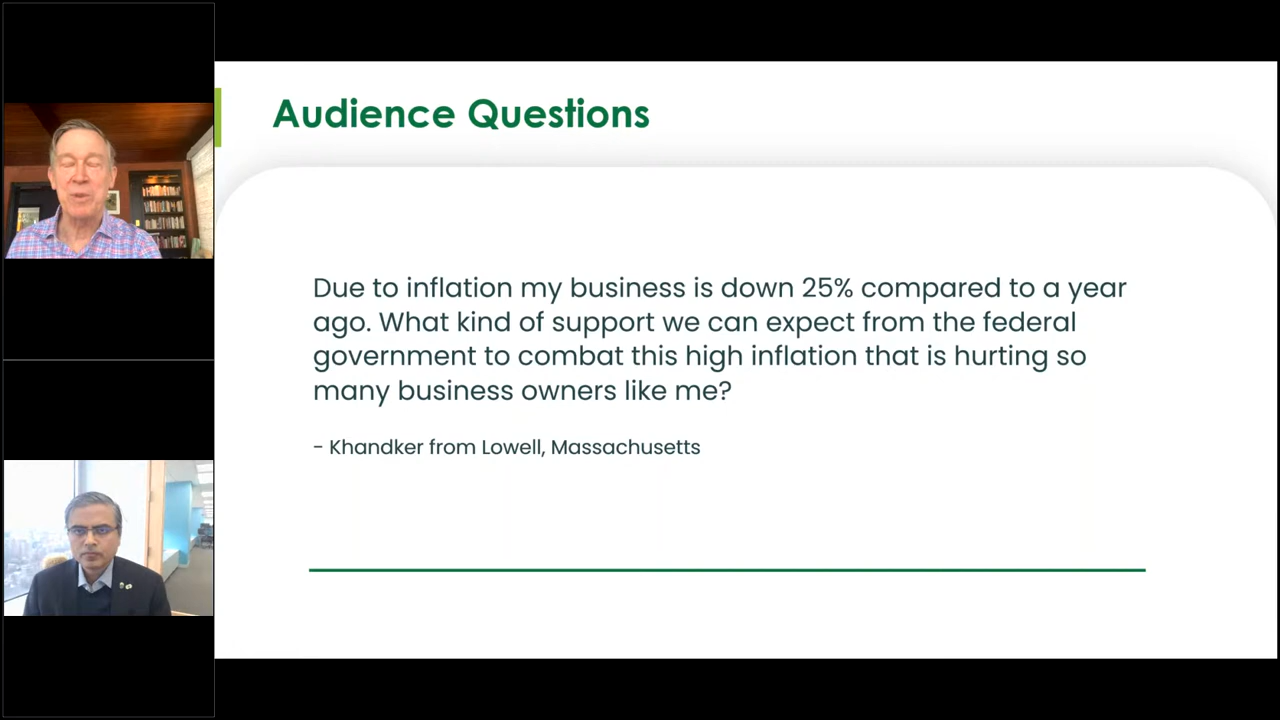 Audience Questions
Due to inflation my business is down 25% compared to a year
ago. What kind of support we can expect from the federal
government to combat this high inflation that is hurting so
many business owners like me?
- Khandker from Lowell, Massachusetts